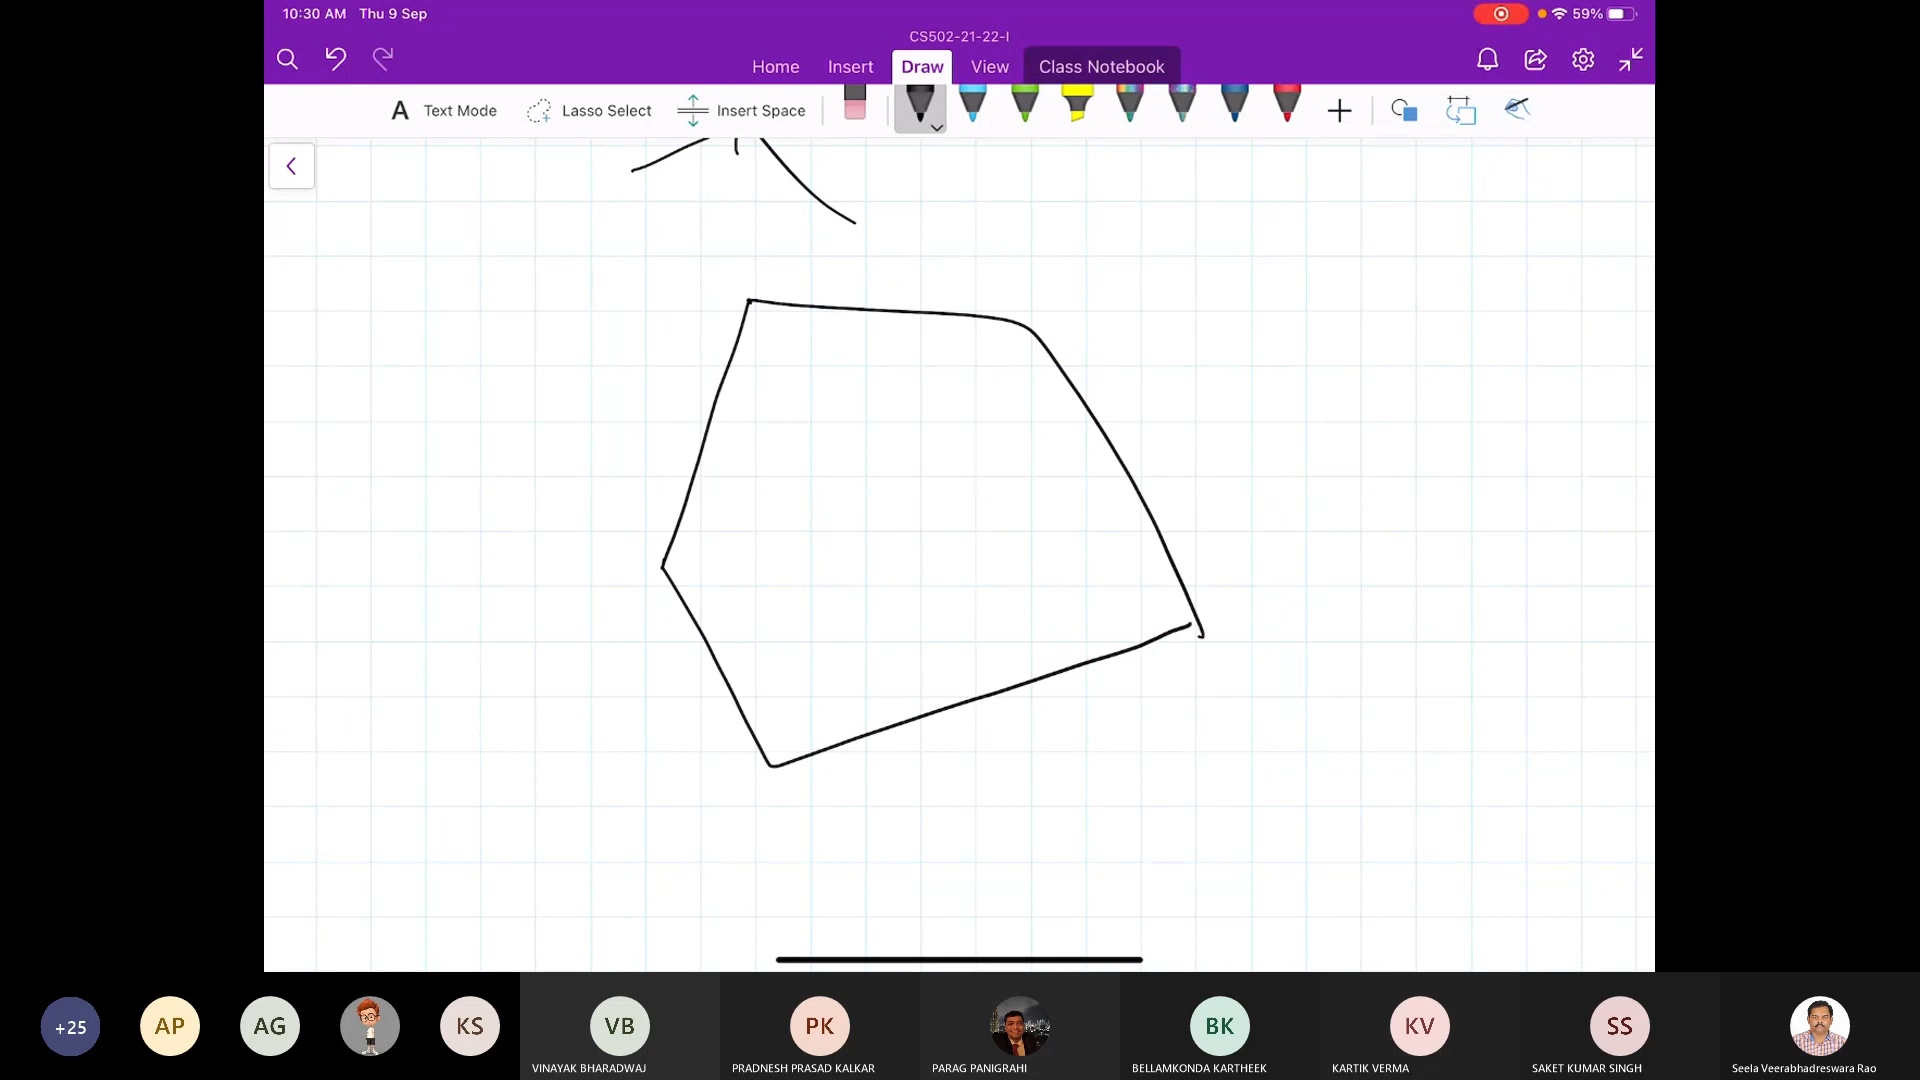 10:30 AM Thu 9 Sep
59%
CS502-21-22-I
Home Insert Draw View Class Notebook
A Text Mode Lasso Select Insert Space
+25 AP AG KS VB PK BK KV SS
VINAYAK BHARADWAJ PRADNESH PRASAD KALKAR PARAG PANIGRAHI BELLAMKONDA KARTHEEK KARTIK VERMA SAKET KUMAR SINGH Seela Veerabhadreswara Rao